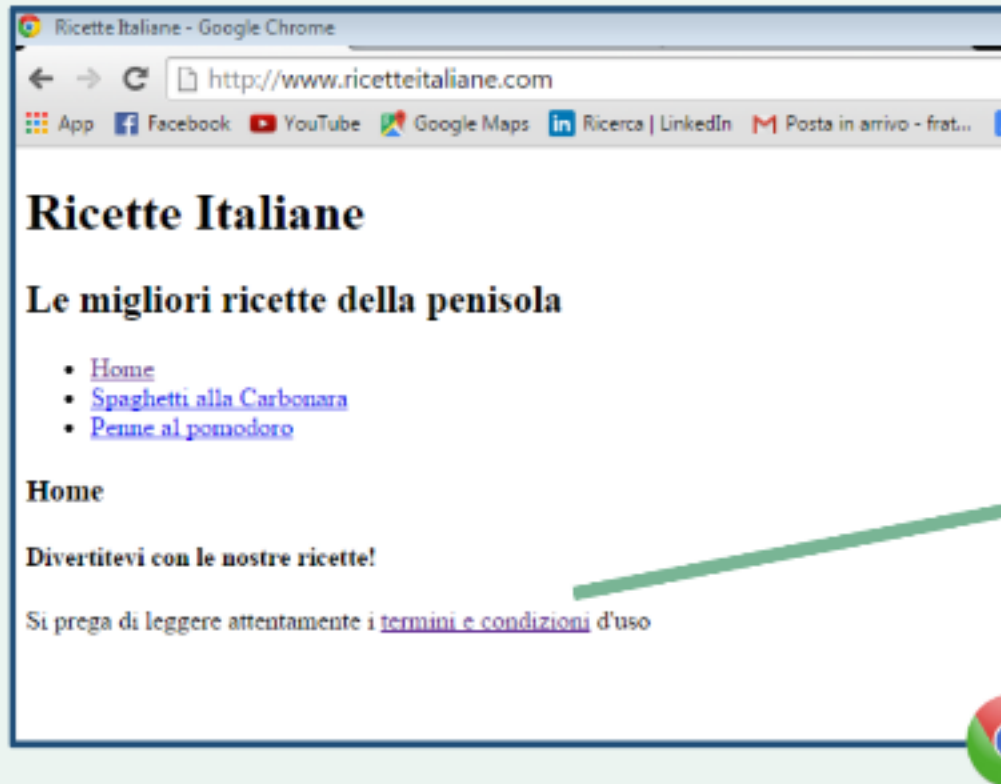 Ricette Italiane - Google Chrome
http://www.ricetteitaliane.com
App Facebook YouTube Google Maps in Ricerca | LinkedIn Posta in arrivo - frat...
Ricette Italiane
Le migliori ricette della penisola
• Home
• Spaghetti alla Carbonara
• Penne al pomodoro
Home
Divertitevi con le nostre ricette!
Si prega di leggere attentamente i termini e condizioni d'uso